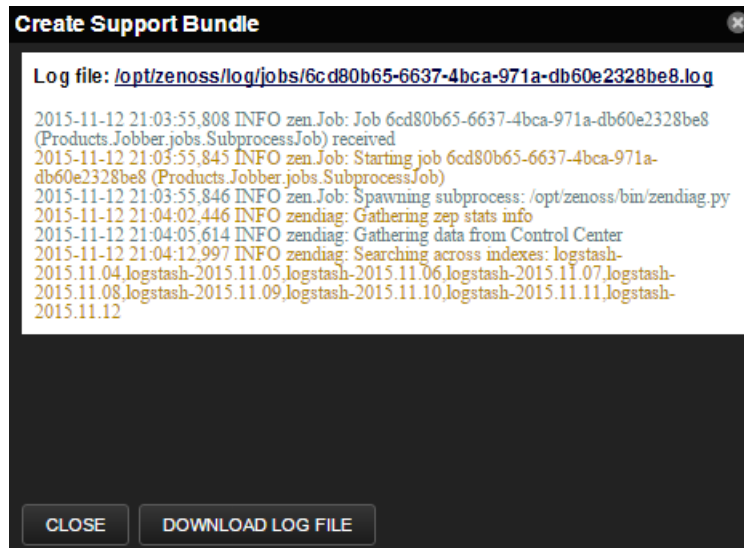 Create Support Bundle
Log file: /opt/zenoss/log/jobs/6cd80b65-6637-4bca-971a-db60e2328be8.log
2015-11-12 21:03:55,808 INFO zen.Job: Job 6cd80b65-6637-4bca-971a-db60e2328be8
(Products.Jobber.jobs.SubprocessJob) received
2015-11-12 21:03:55,845 INFO zen.Job: Starting job 6cd80b65-6637-4bca-971a-
db60e2328be8 (Products.Jobber.jobs.SubprocessJob)
2015-11-12 21:03:55,846 INFO zen.Job: Spawning subprocess: /opt/zenoss/bin/zendiag.py
2015-11-12 21:04:02,446 INFO zendiag: Gathering zep stats info
2015-11-12 21:04:05,614 INFO zendiag: Gathering data from Control Center
2015-11-12 21:04:12,997 INFO zendiag: Searching across indexes: logstash-
2015.11.04,logstash-2015.11.05,logstash-2015.11.06,logstash-2015.11.07,logstash-
2015.11.08,logstash-2015.11.09,logstash-2015.11.10,logstash-2015.11.11,logstash-
2015.11.12
CLOSE
DOWNLOAD LOG FILE